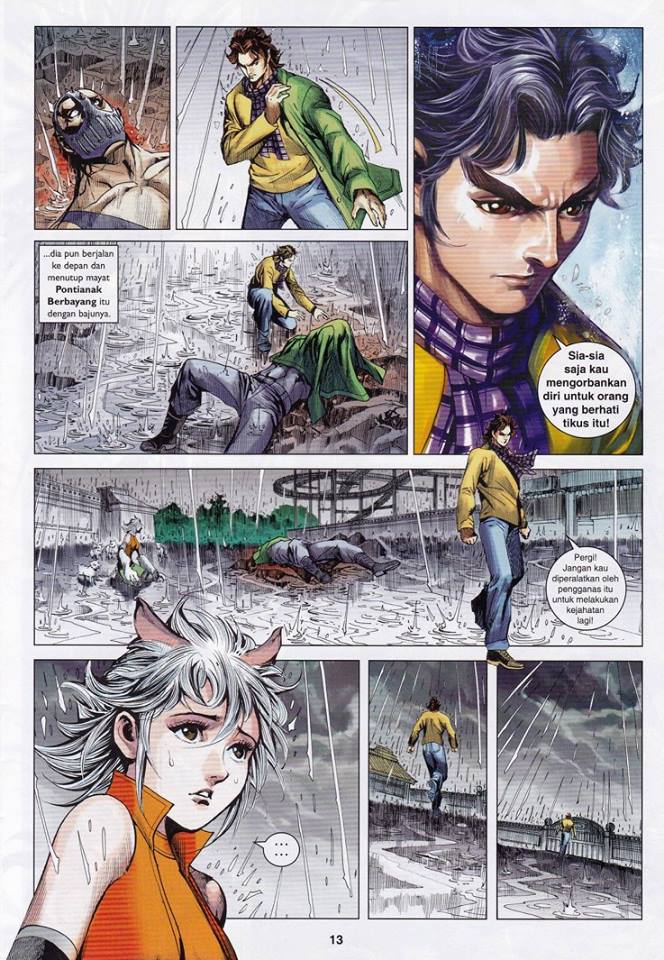 ...dia pun berjalan
ke depan dan
menutup mayat
Pontianak
Berbayang itu
dengan bajunya.
Sia-sia
saja kau
mengorbankan
diri untuk orang
yang berhati
tikus itu!
Pergi!
Jangan kau
diperalatkan oleh
pengganas itu
untuk melakukan
kejahatan
lagi!
...
...
13